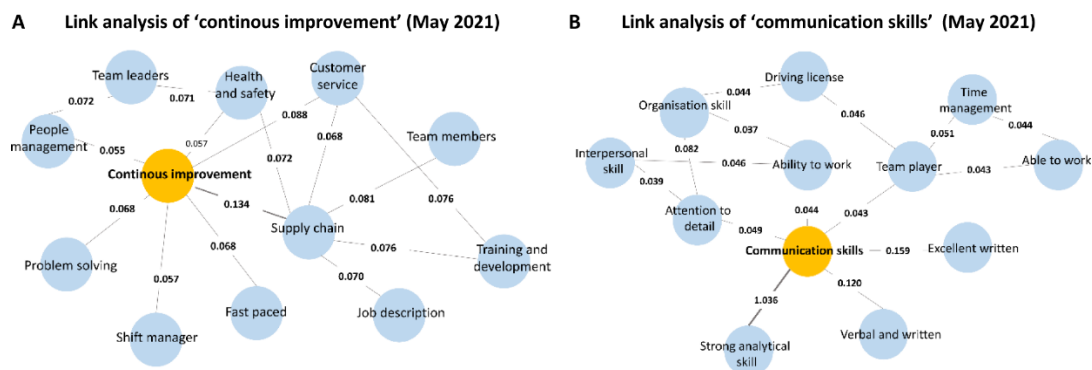 A
Link analysis of 'continous improvement' (May 2021)
Team leaders
Health
and safety
Customer
service
0.072
0.071
0.088
People
management
0.055
0.057
0.068
Team members
0.072
Continous improvement
0.134
0.081
0.076
0.068
Supply chain
0.076
Training and
development
0.068
0.070
Problem solving
0.057
Fast paced
Job description
Shift manager
B
Link analysis of 'communication skills' (May 2021)
Driving license
0.044
Time
management
Organisation skill
0.046
0.037
0.051
0.044
0.082
Interpersonal
skill
0.046
Ability to work
Team player
0.043
Able to work
0.039
Attention to
detail
0.044
0.043
0.049
Communication skills
0.159
Excellent written
0.120
1.036
Strong analytical
skill
Verbal and written